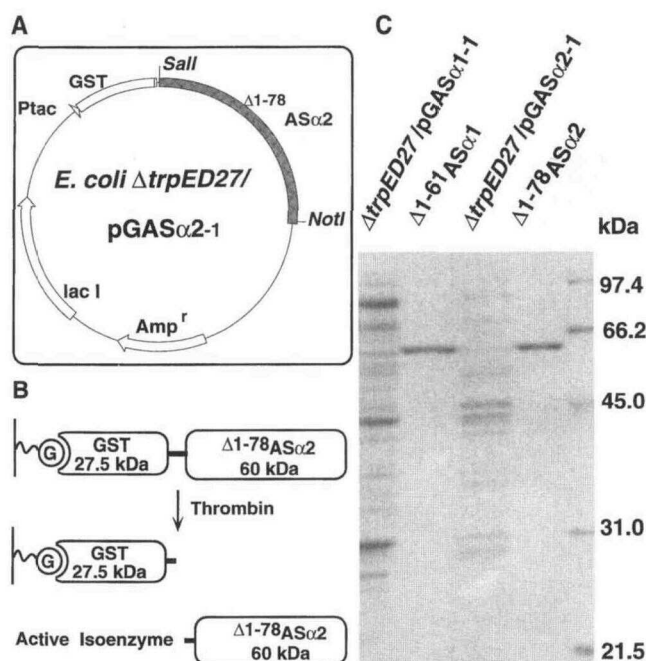 A
SalI
GST
Ptac
Δ1-78
ASα2
E. coli ΔtrpED27/
pGASα2-1
NotI
lac I
Amp r
B
G
GST
27.5 kDa
Δ1-78ASα2
60 kDa
Thrombin
G
GST
27.5 kDa
Active Isoenzyme
Δ1-78ASα2
60 kDa
C
ΔtrpED27/pGASα1-1
Δ1-61ASα1
ΔtrpED27/pGASα2-1
Δ1-78ASα2
kDa
97.4
66.2
45.0
31.0
21.5